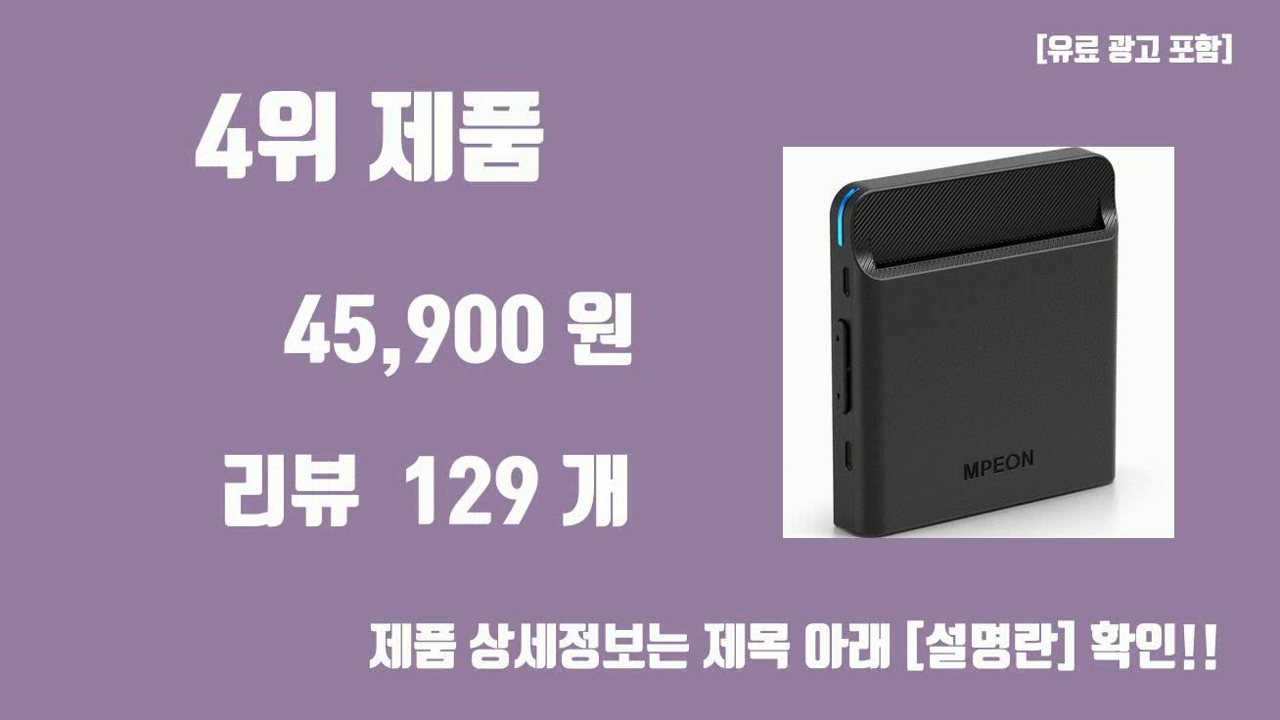 [유료 광고 포함]
4위 제품
45,900 원
리뷰 129 개
MPEON
제품 상세정보는 제목 아래 [설명란] 확인!!